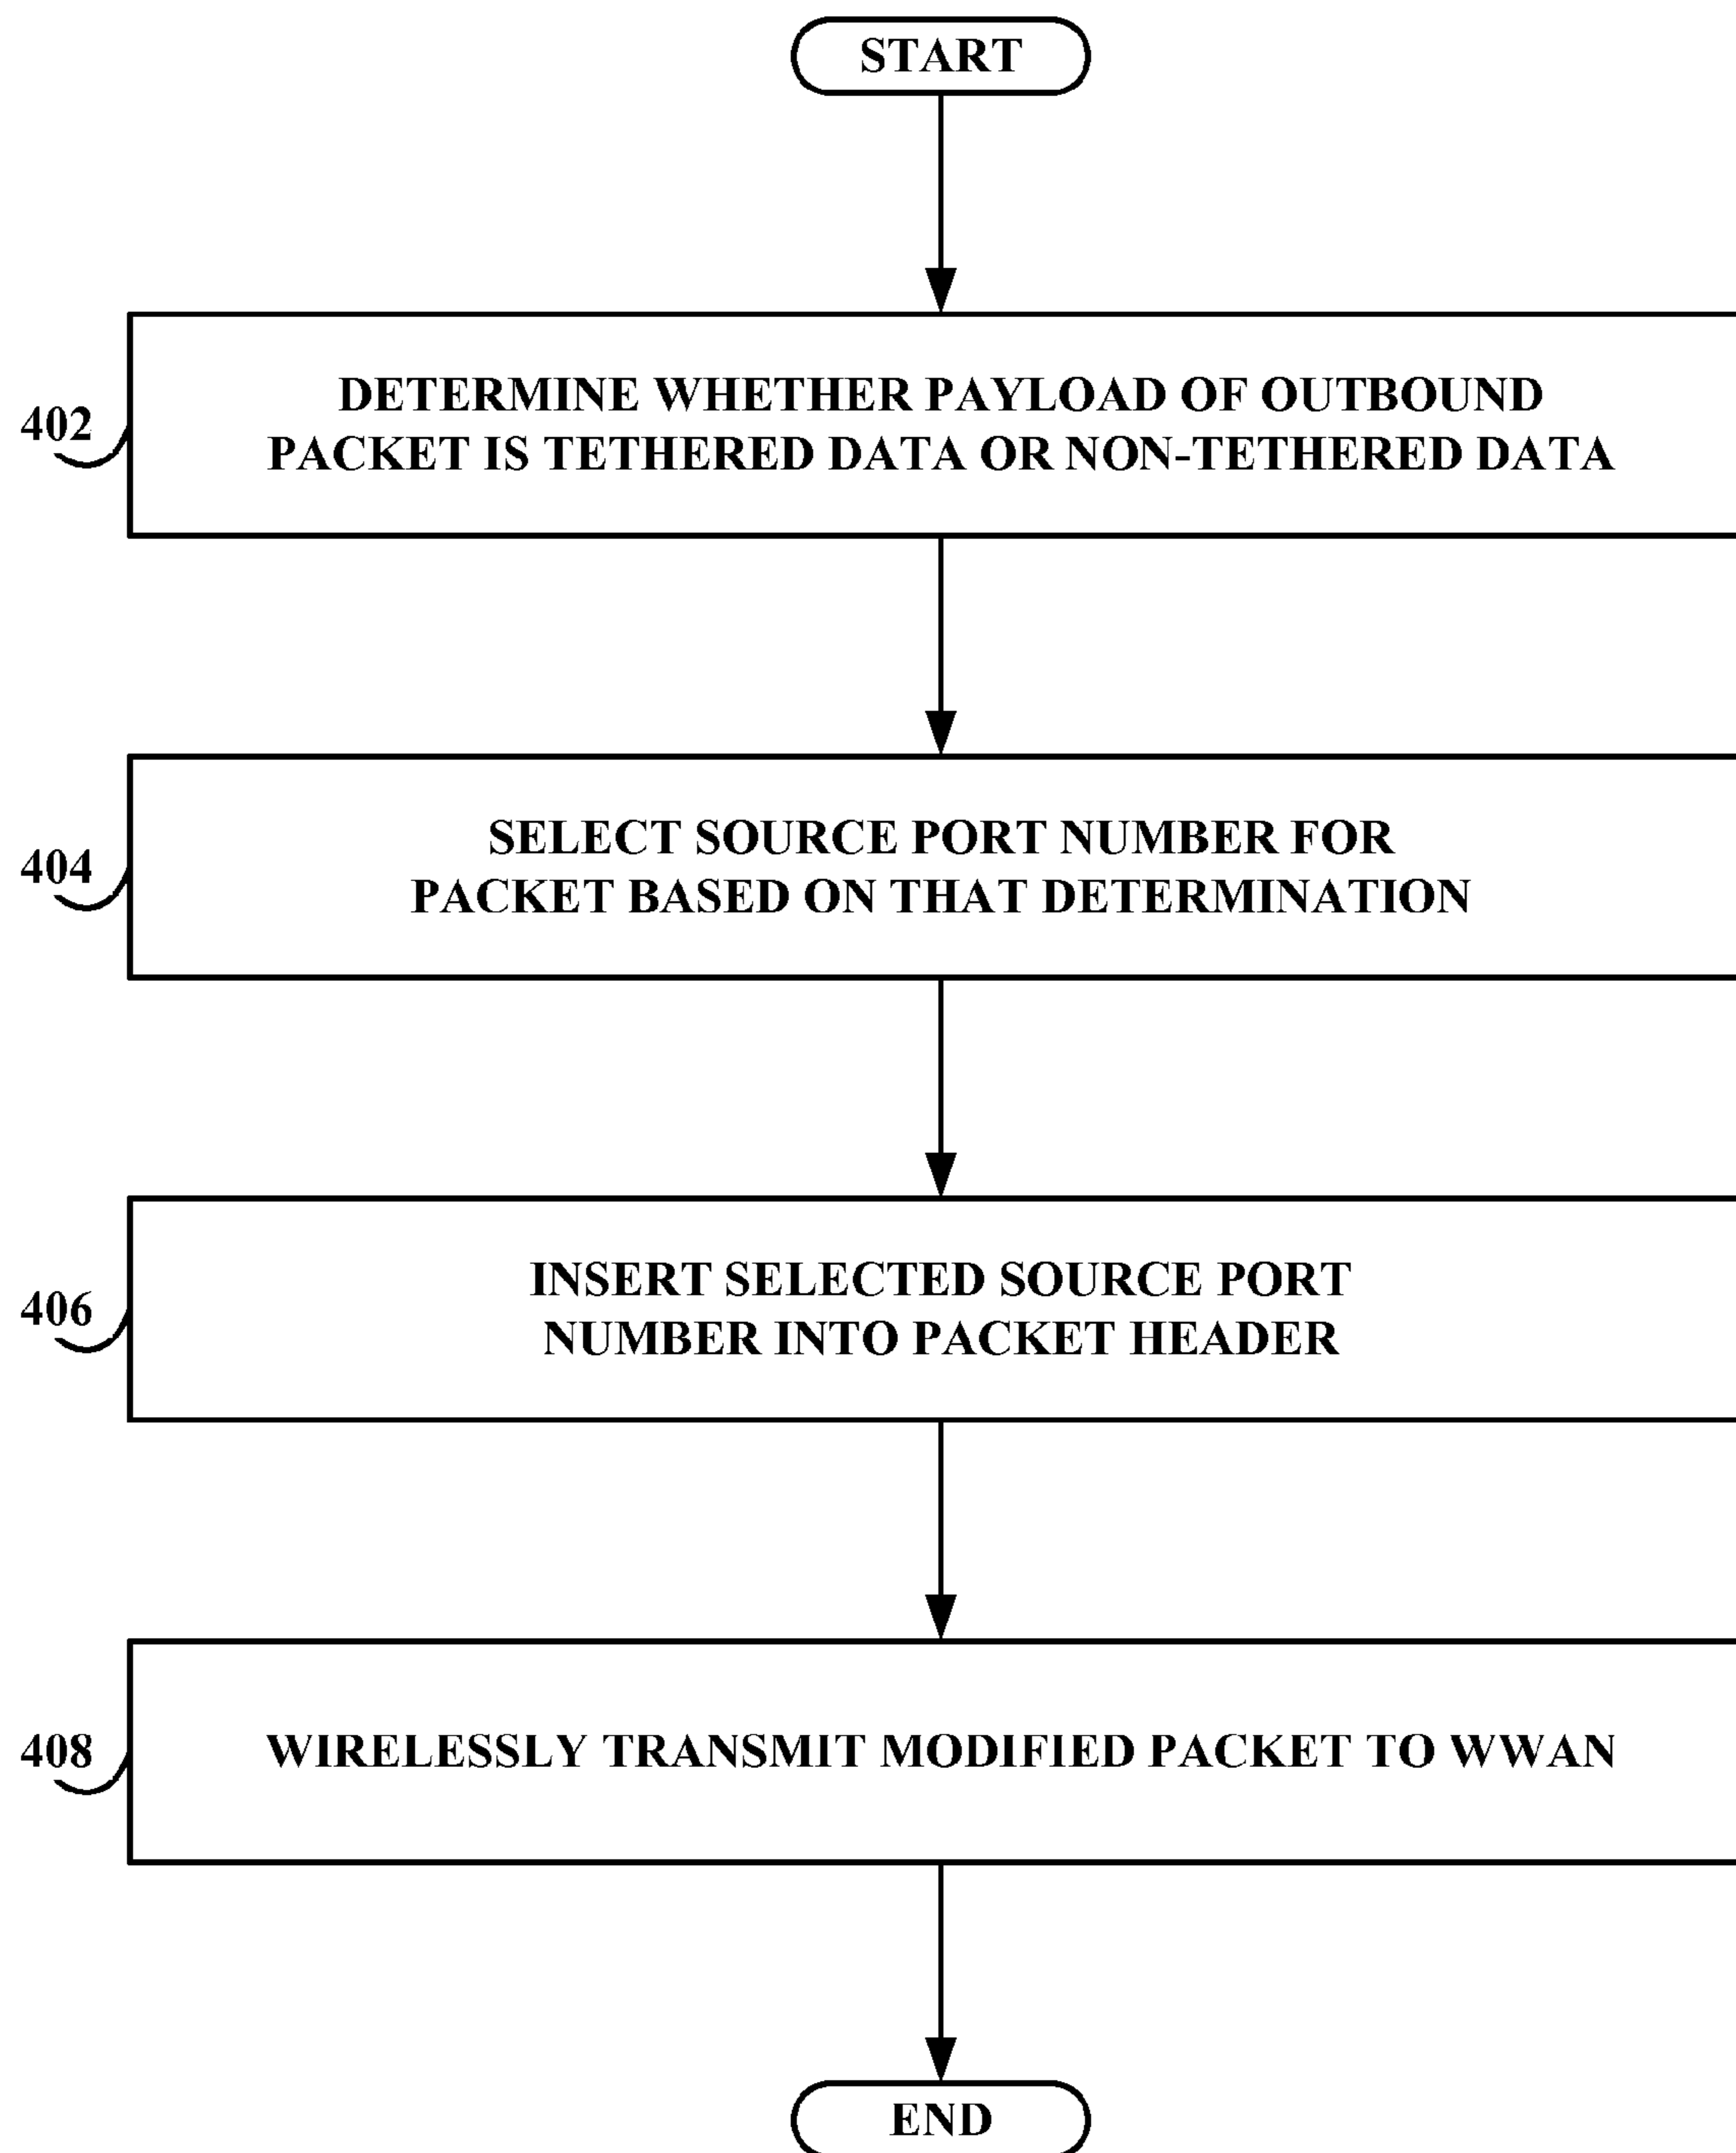 START
402
DETERMINE WHETHER PAYLOAD OF OUTBOUND
PACKET IS TETHERED DATA OR NON-TETHERED DATA
404
SELECT SOURCE PORT NUMBER FOR
PACKET BASED ON THAT DETERMINATION
406
INSERT SELECTED SOURCE PORT
NUMBER INTO PACKET HEADER
408
WIRELESSLY TRANSMIT MODIFIED PACKET TO WWAN
END